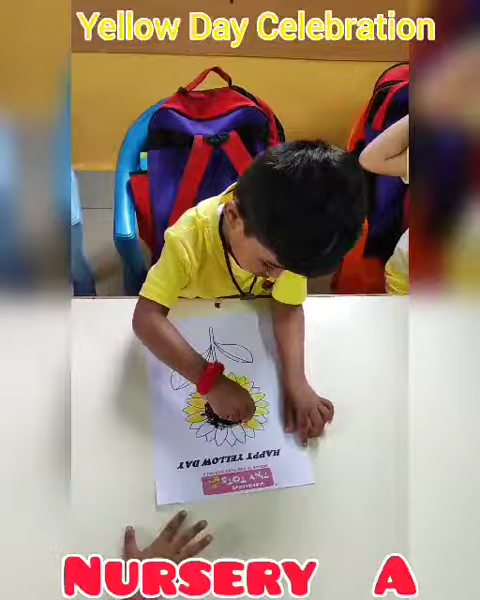 Yellow Day Celebration
HAPPY YELLOW DAY
TINY TOTS
NURSERY A